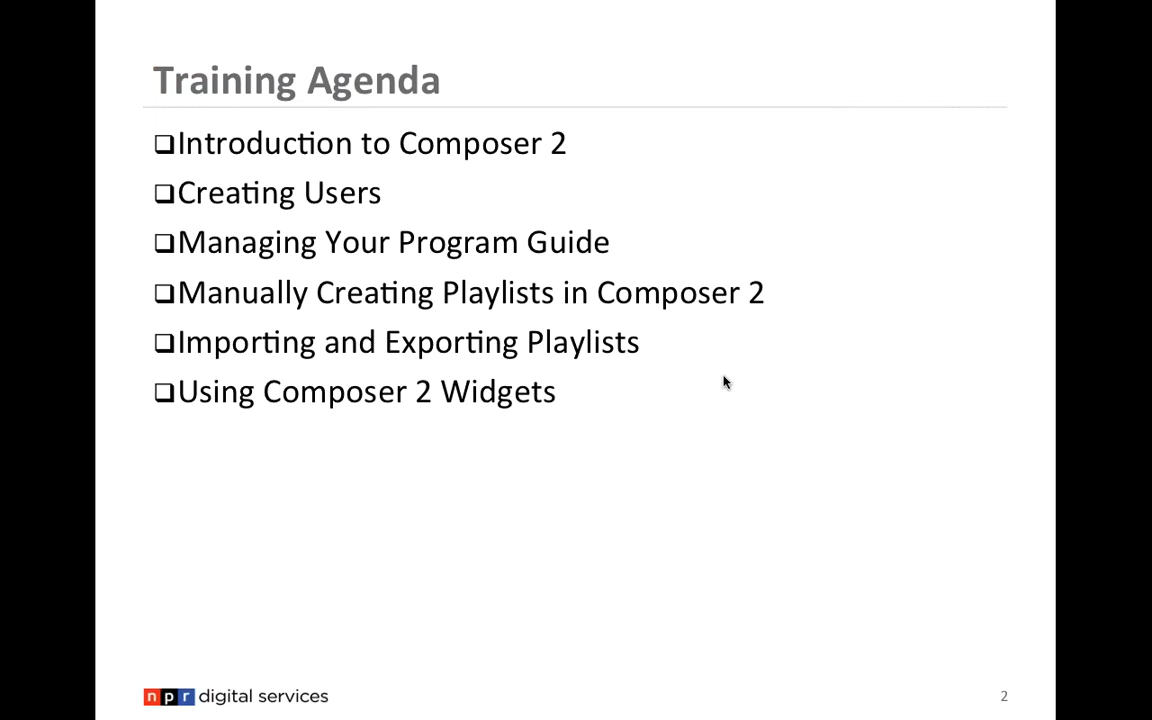 Training Agenda
❑Introduction to Composer 2
❑Creating Users
❑Managing Your Program Guide
❑Manually Creating Playlists in Composer 2
❑Importing and Exporting Playlists
❑Using Composer 2 Widgets
npr digital services
2